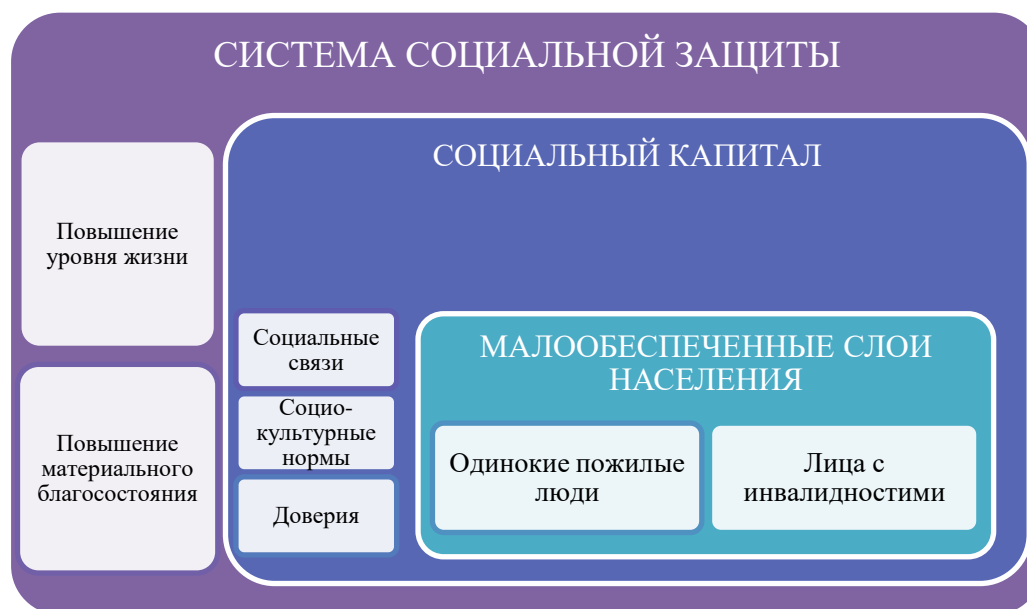 СИСТЕМА СОЦИАЛЬНОЙ ЗАЩИТЫ
СОЦИАЛЬНЫЙ КАПИТАЛ
Повышение
уровня жизни
Повышение
материального
благосостояния
Социальные
связи
Социо-
культурные
нормы
Доверия
МАЛООБЕСПЕЧЕННЫЕ СЛОИ
НАСЕЛЕНИЯ
Одинокие пожилые
люди
Лица с
инвалидностими